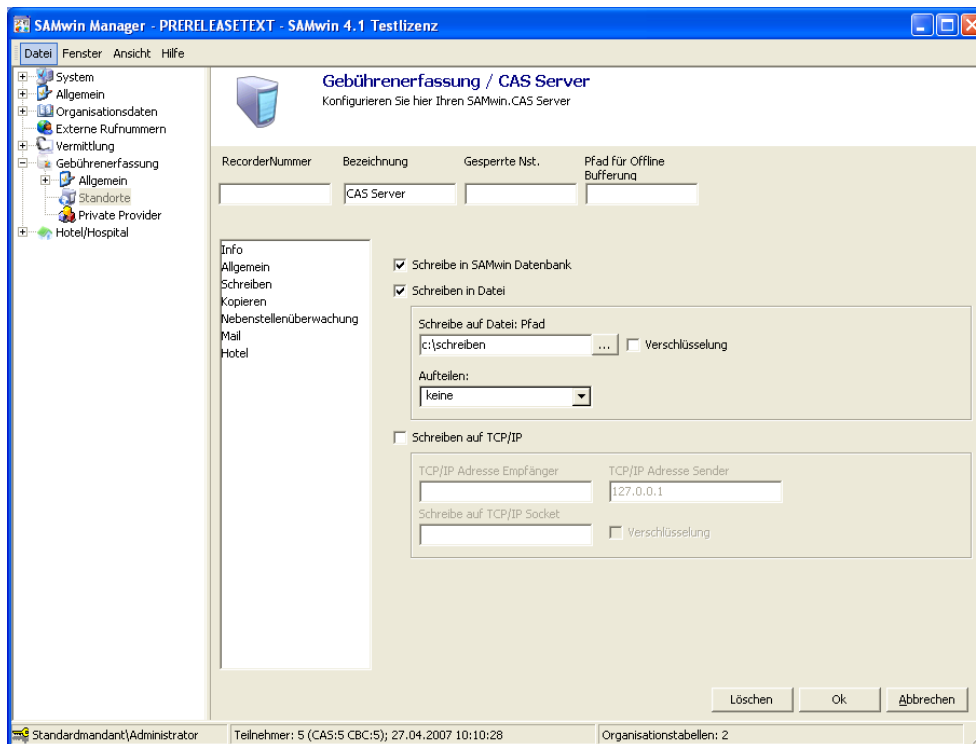 SAMwin Manager - PRERELEASETEXT - SAMwin 4.1 Testlizenz
Datei Fenster Ansicht Hilfe
System
Allgemein
Organisationsdaten
Externe Rufnummern
Vermittlung
Gebührenerfassung
Allgemein
Standorte
Private Provider
Hotel/Hospital
Gebührenerfassung / CAS Server
Konfigurieren Sie hier Ihren SAMwin.CAS Server
RecorderNummer Bezeichnung Gesperrte Nst. Pfad für Offline
Bufferung
CAS Server
Info
Allgemein
Schreiben
Kopieren
Nebenstellenüberwachung
Mail
Hotel
Schreibe in SAMwin Datenbank
Schreiben in Datei
Schreibe auf Datei: Pfad
c:\schreiben ... Verschlüsselung
Aufteilen:
keine
Schreiben auf TCP/IP
TCP/IP Adresse Empfänger TCP/IP Adresse Sender
127.0.0.1
Schreibe auf TCP/IP Socket
Verschlüsselung
Löschen Ok Abbrechen
Standardmandant\Administrator Teilnehmer: 5 (CAS:5 CBC:5); 27.04.2007 10:10:28 Organisationstabellen: 2